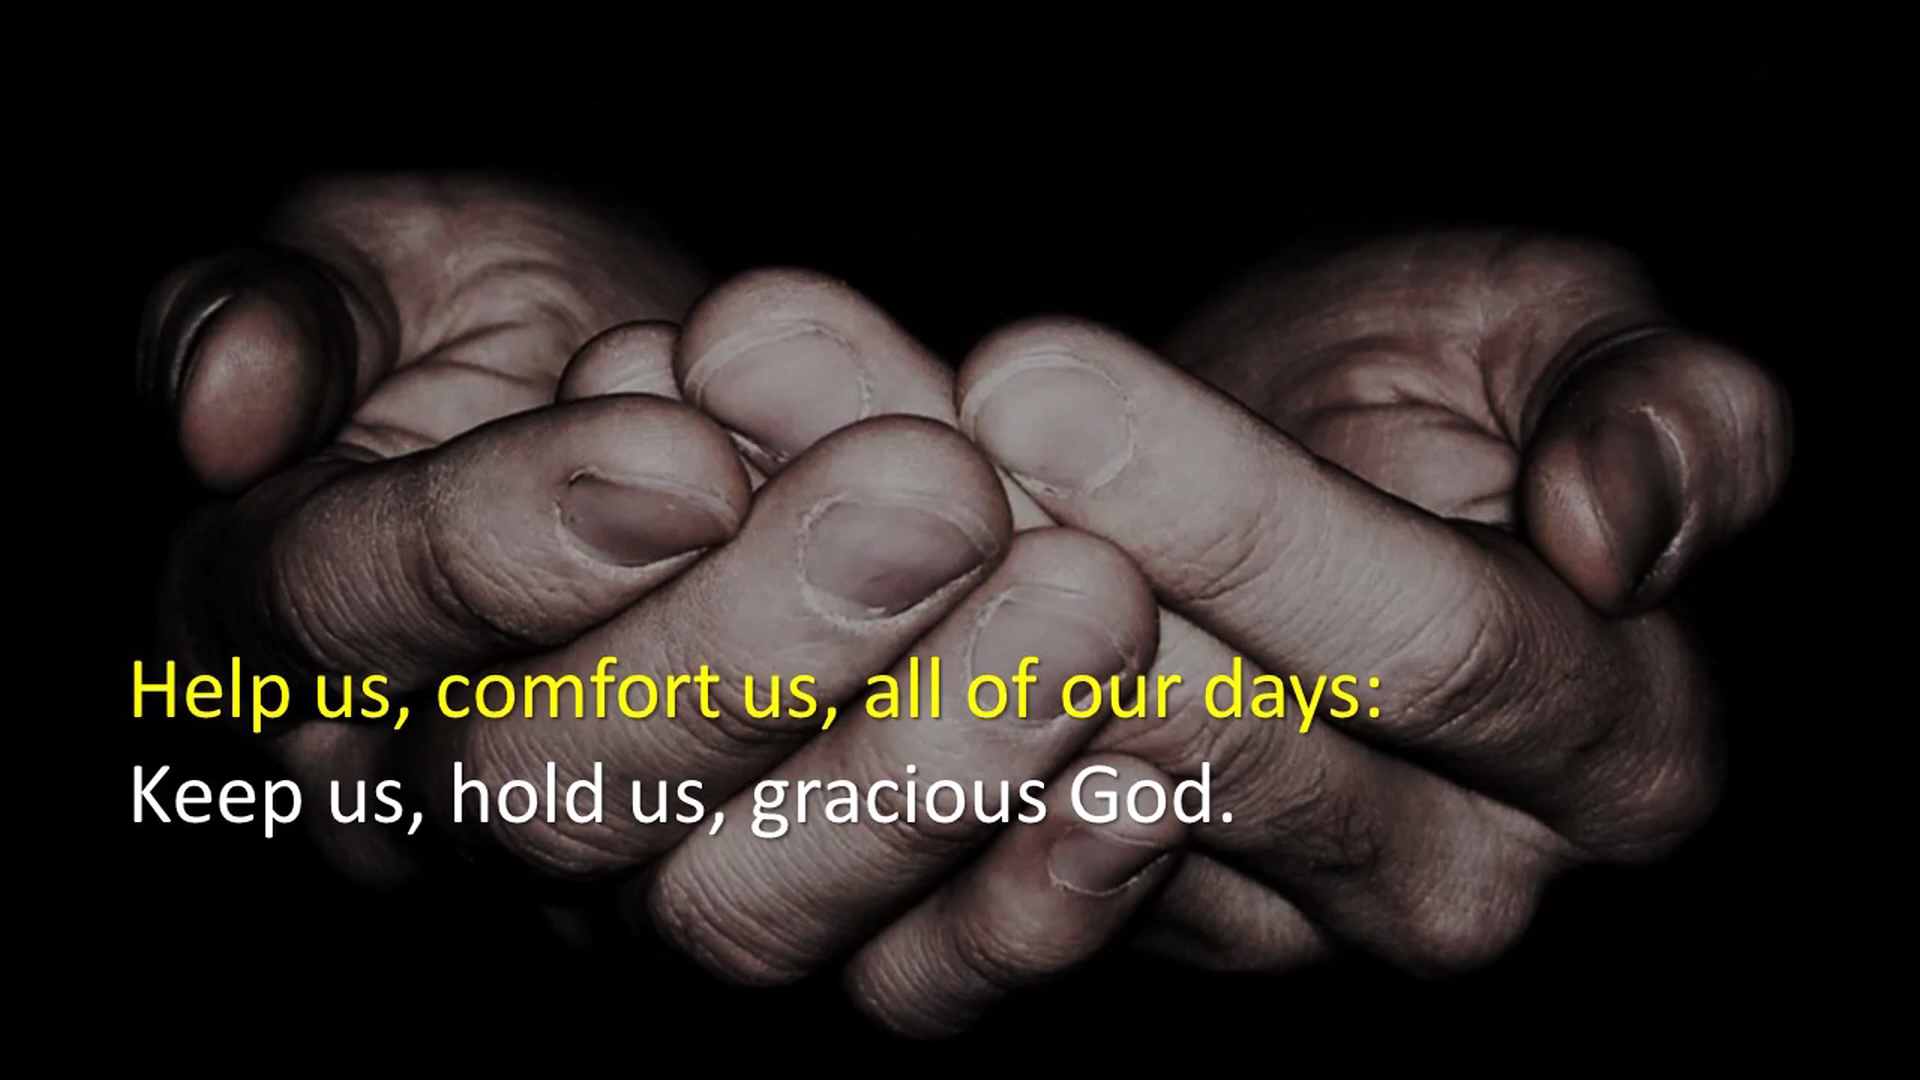 Help us, comfort us, all of our days:
Keep us, hold us, gracious God.